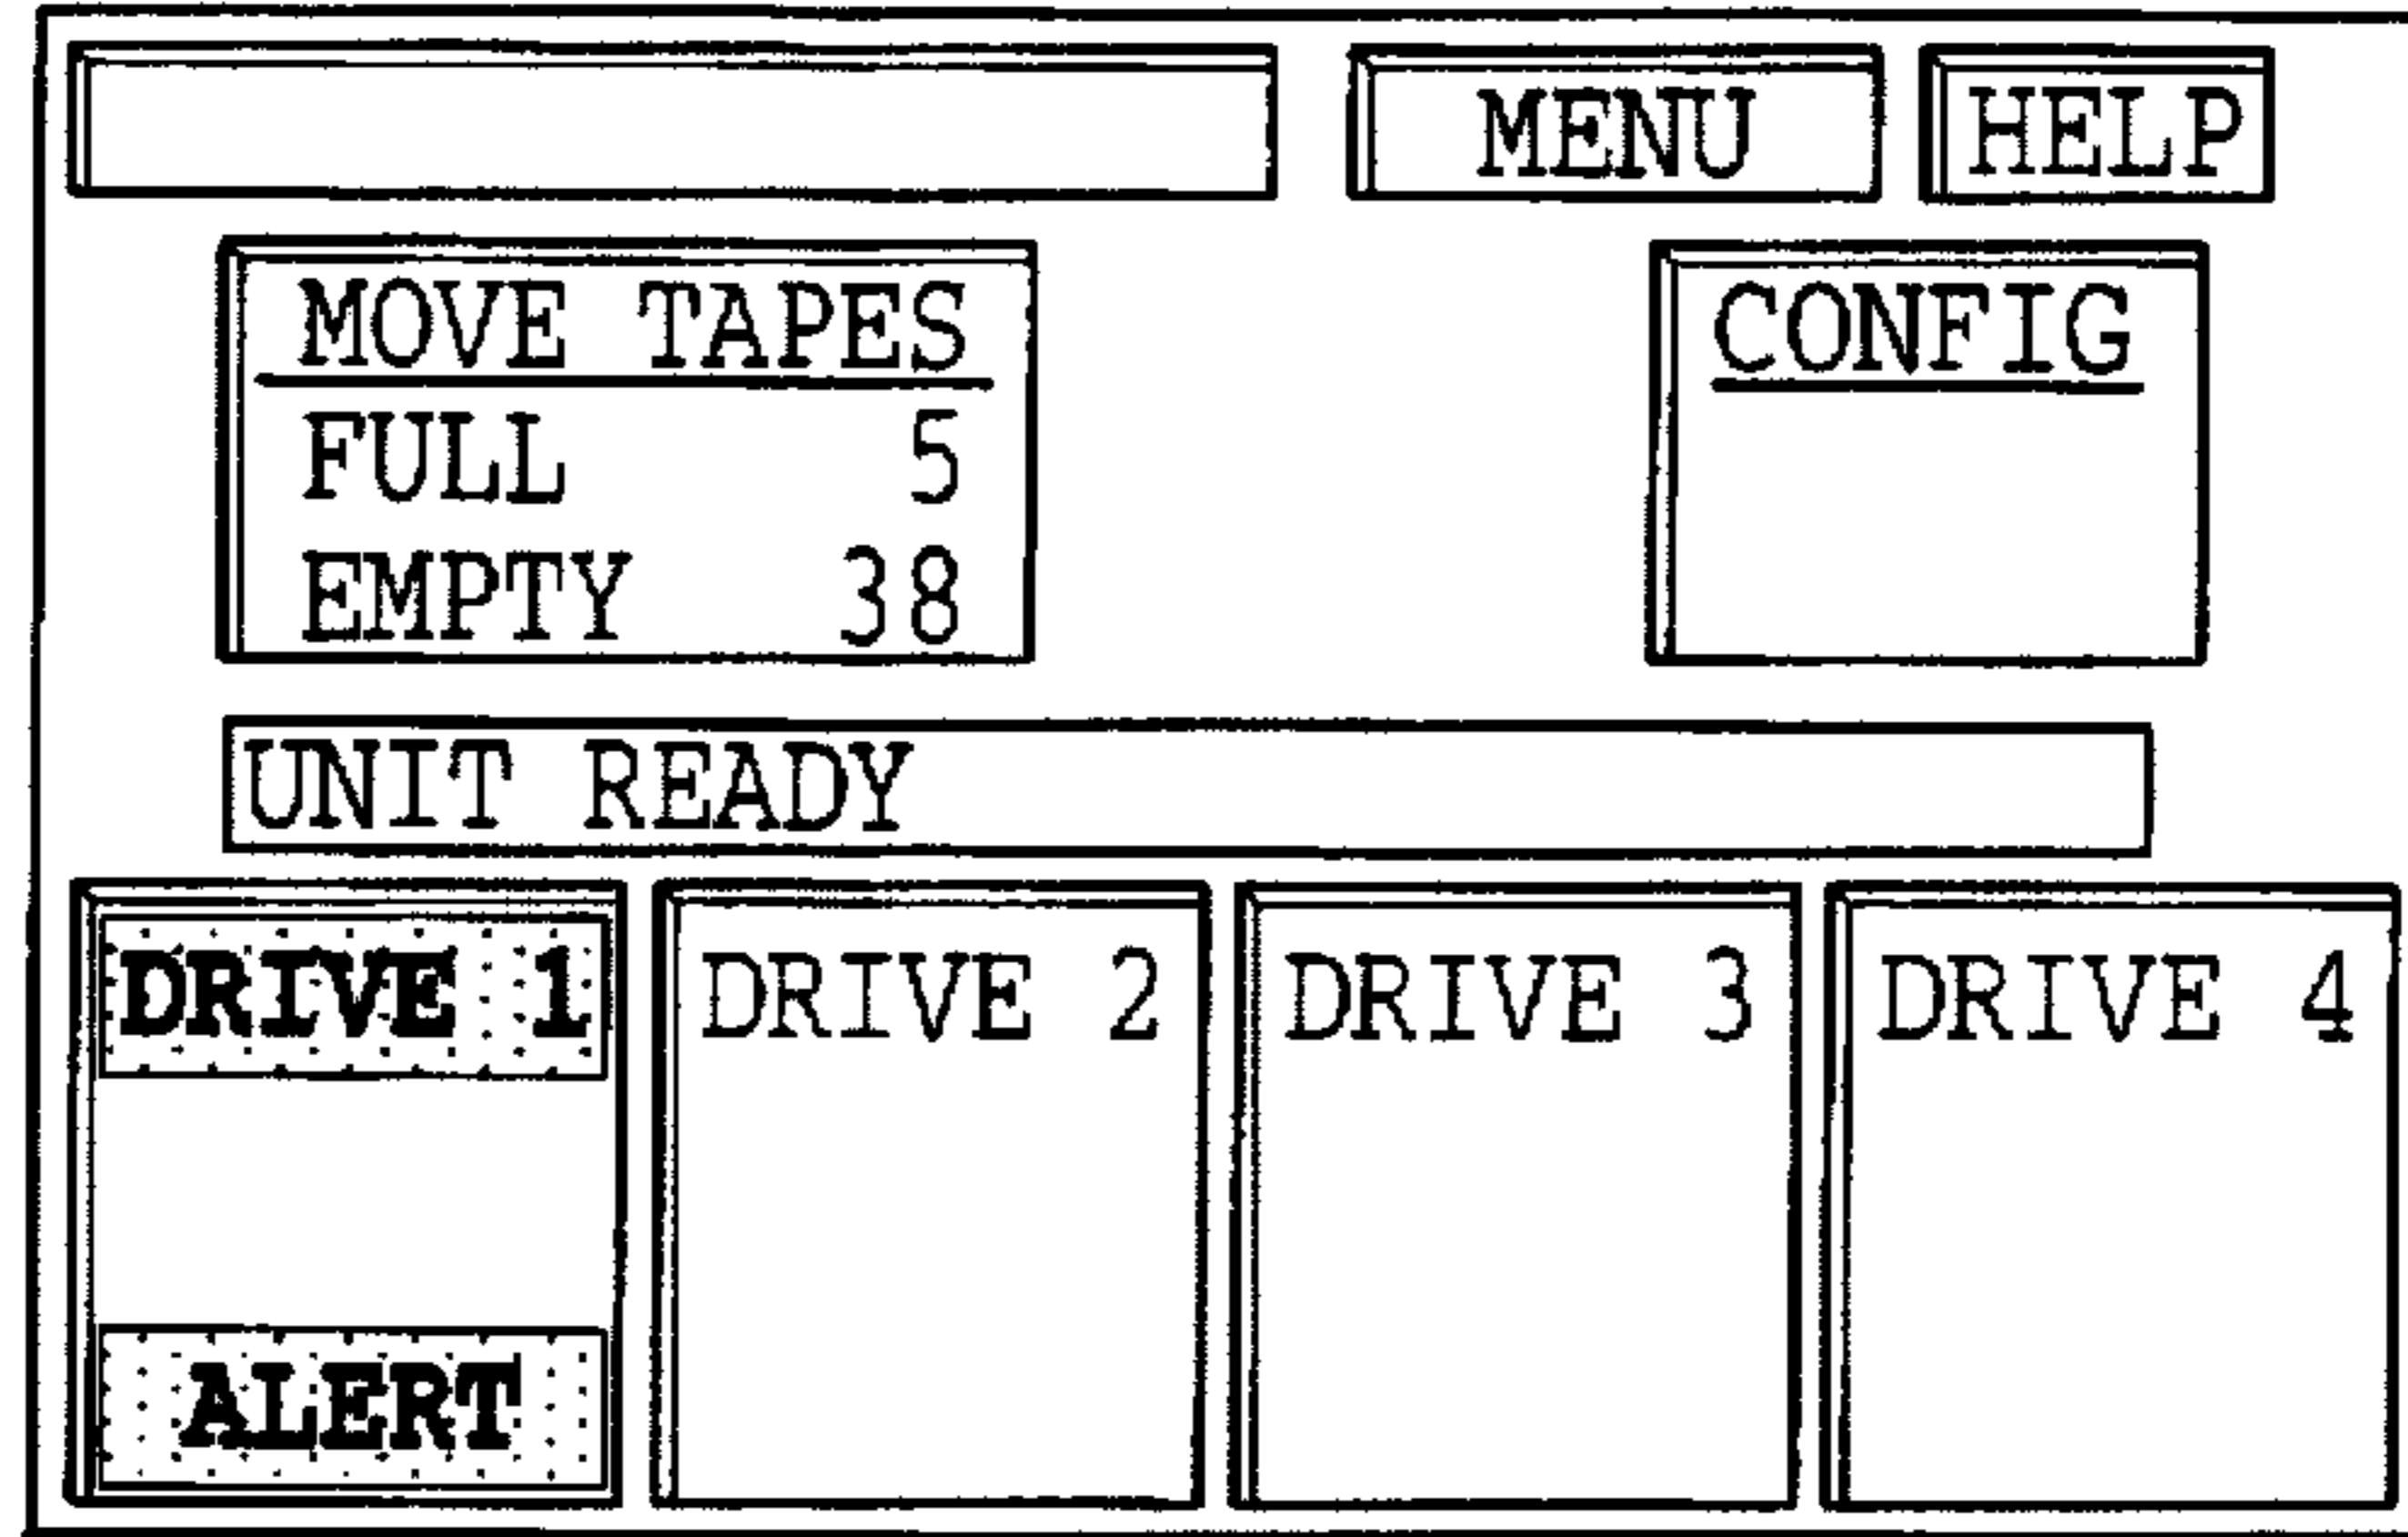 MENU HELP
MOVE TAPES CONFIG
FULL 5
EMPTY 38
UNIT READY
DRIVE 1 DRIVE 2 DRIVE 3 DRIVE 4
ALERT